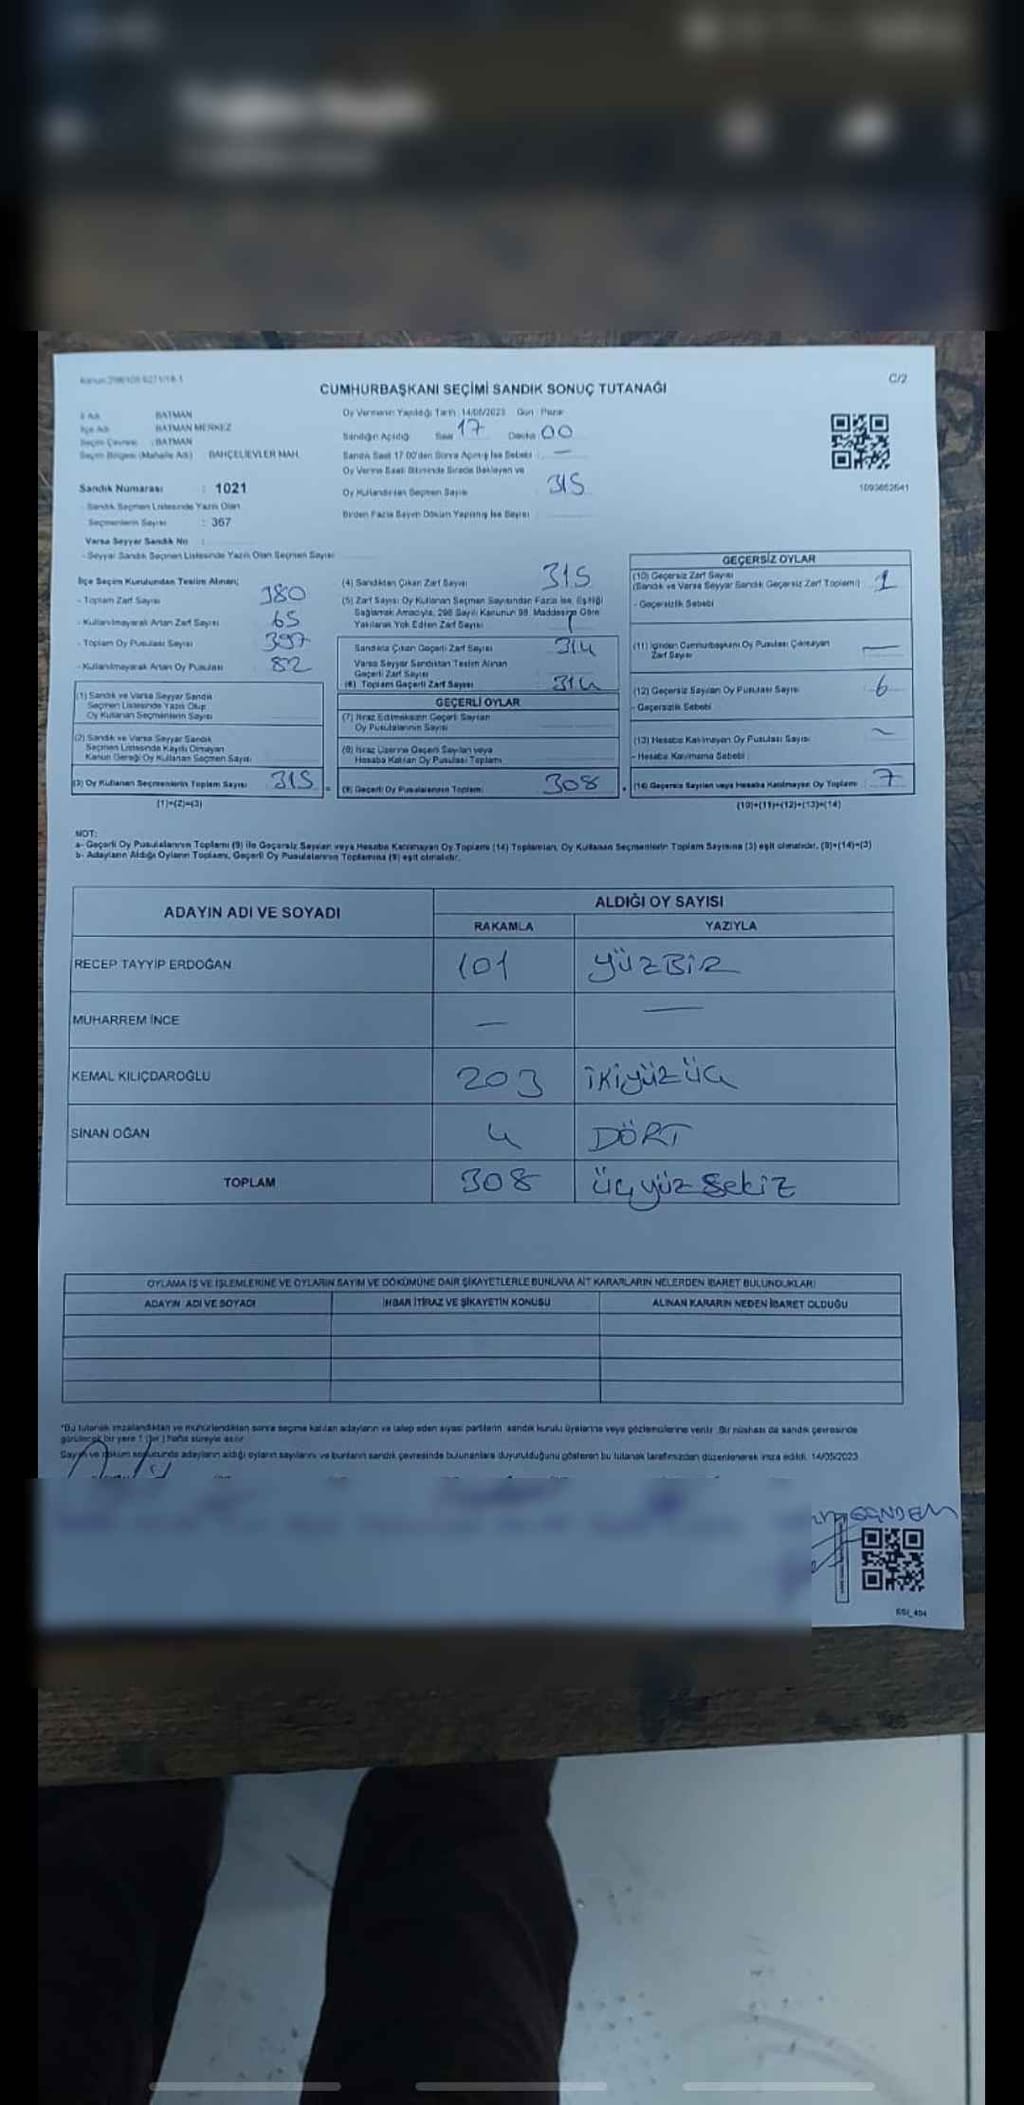 Kanun:298/105 6271/18-1
C/2
CUMHURBAŞKANI SEÇİMİ SANDIK SONUÇ TUTANAĞI
İl Adı : BATMAN
İlçe Adı : BATMAN MERKEZ
Seçim Çevresi : BATMAN
Seçim Bölgesi (Mahalle Adı) : BAHÇELİEVLER MAH.
Sandık Numarası : 1021
Sandık Seçmen Listesinde Yazılı Olan
Seçmenlerin Sayısı : 367
Varsa Seyyar Sandık No :
- Seyyar Sandık Seçmen Listesinde Yazılı Olan Seçmen Sayısı
Oy Vermenin Yapıldığı Tarih : 14/05/2023 Gün : Pazar
Sandığın Açıldığı Saat 17 Dakika 00
Sandık Saat 17.00'den Sonra Açılmış İse Sebebi : —
Oy Verme Saati Bitiminde Sırada Bekleyen ve
Oy Kullandırılan Seçmen Sayısı 315
Birden Fazla Sayım Döküm Yapılmış İse Sayısı :
1093652641
İlçe Seçim Kurulundan Teslim Alınan;
- Toplam Zarf Sayısı 380
- Kullanılmayarak Artan Zarf Sayısı 65
- Toplam Oy Pusulası Sayısı 397
- Kullanılmayarak Artan Oy Pusulası 82
(1) Sandık ve Varsa Seyyar Sandık
Seçmen Listesinde Yazılı Olup
Oy Kullanan Seçmenlerin Sayısı
(2) Sandık ve Varsa Seyyar Sandık
Seçmen Listesinde Kayıtlı Olmayan
Kanun Gereği Oy Kullanan Seçmen Sayısı
(3) Oy Kullanan Seçmenlerin Toplam Sayısı 315
(1)+(2)=(3)
(4) Sandıktan Çıkan Zarf Sayısı 315
(5) Zarf Sayısı Oy Kullanan Seçmen Sayısından Fazla İse, Eşitliği
Sağlamak Amacıyla, 298 Sayılı Kanunun 98. Maddesine Göre
Yakılarak Yok Edilen Zarf Sayısı
Sandıkta Çıkan Geçerli Zarf Sayısı 314
Varsa Seyyar Sandıktan Teslim Alınan
Geçerli Zarf Sayısı
(6) Toplam Geçerli Zarf Sayısı 314
GEÇERLİ OYLAR
(7) İtiraz Edilmeksizin Geçerli Sayılan
Oy Pusulalarının Sayısı
(8) İtiraz Üzerine Geçerli Sayılan veya
Hesaba Katılan Oy Pusulası Toplamı
(9) Geçerli Oy Pusulalarının Toplamı 308
GEÇERSİZ OYLAR
(10) Geçersiz Zarf Sayısı
(Sandık ve Varsa Seyyar Sandık Geçersiz Zarf Toplamı) 1
- Geçersizlik Sebebi
(11) İçinden Cumhurbaşkanı Oy Pusulası Çıkmayan
Zarf Sayısı —
(12) Geçersiz Sayılan Oy Pusulası Sayısı 6
- Geçersizlik Sebebi
(13) Hesaba Katılmayan Oy Pusulası Sayısı —
- Hesaba Katılmama Sebebi
(14) Geçersiz Sayılan veya Hesaba Katılmayan Oy Toplamı 7
(10)+(11)+(12)+(13)=(14)
NOT:
a- Geçerli Oy Pusulalarının Toplamı (9) ile Geçersiz Sayılan veya Hesaba Katılmayan Oy Toplamı (14) Toplamları, Oy Kullanan Seçmenlerin Toplam Sayısına (3) eşit olmalıdır. (9)+(14)=(3)
b- Adayların Aldığı Oyların Toplamı, Geçerli Oy Pusulalarının Toplamına (9) eşit olmalıdır.
ADAYIN ADI VE SOYADI
ALDIĞI OY SAYISI
RAKAMLA YAZIYLA
RECEP TAYYİP ERDOĞAN 101 YÜZBİR
MUHARREM İNCE — —
KEMAL KILIÇDAROĞLU 203 İKİYÜZÜÇ
SİNAN OĞAN 4 DÖRT
TOPLAM 308 ÜÇYÜZSEKİZ
OYLAMA İŞ VE İŞLEMLERİNE VE OYLARIN SAYIM VE DÖKÜMÜNE DAİR ŞİKAYETLERLE BUNLARA AİT KARARLARIN NELERDEN İBARET BULUNDUKLARI
ADAYIN ADI VE SOYADI İHBAR İTİRAZ VE ŞİKAYETİN KONUSU ALINAN KARARIN NEDEN İBARET OLDUĞU
*Bu tutanak imzalandıktan ve mühürlendikten sonra seçime katılan adayların ve talep eden siyasi partilerin sandık kurulu üyelerine veya gözlemcilerine verilir. Bir nüshası da sandık çevresinde
görülecek bir yere 1 (bir) hafta süreyle asılır.
Sayım ve döküm sonucunda adayların aldığı oyların sayılarını ve bunların sandık çevresinde bulunanlara duyurulduğunu gösteren bu tutanak tarafımızdan düzenlenerek imza edildi. 14/05/2023